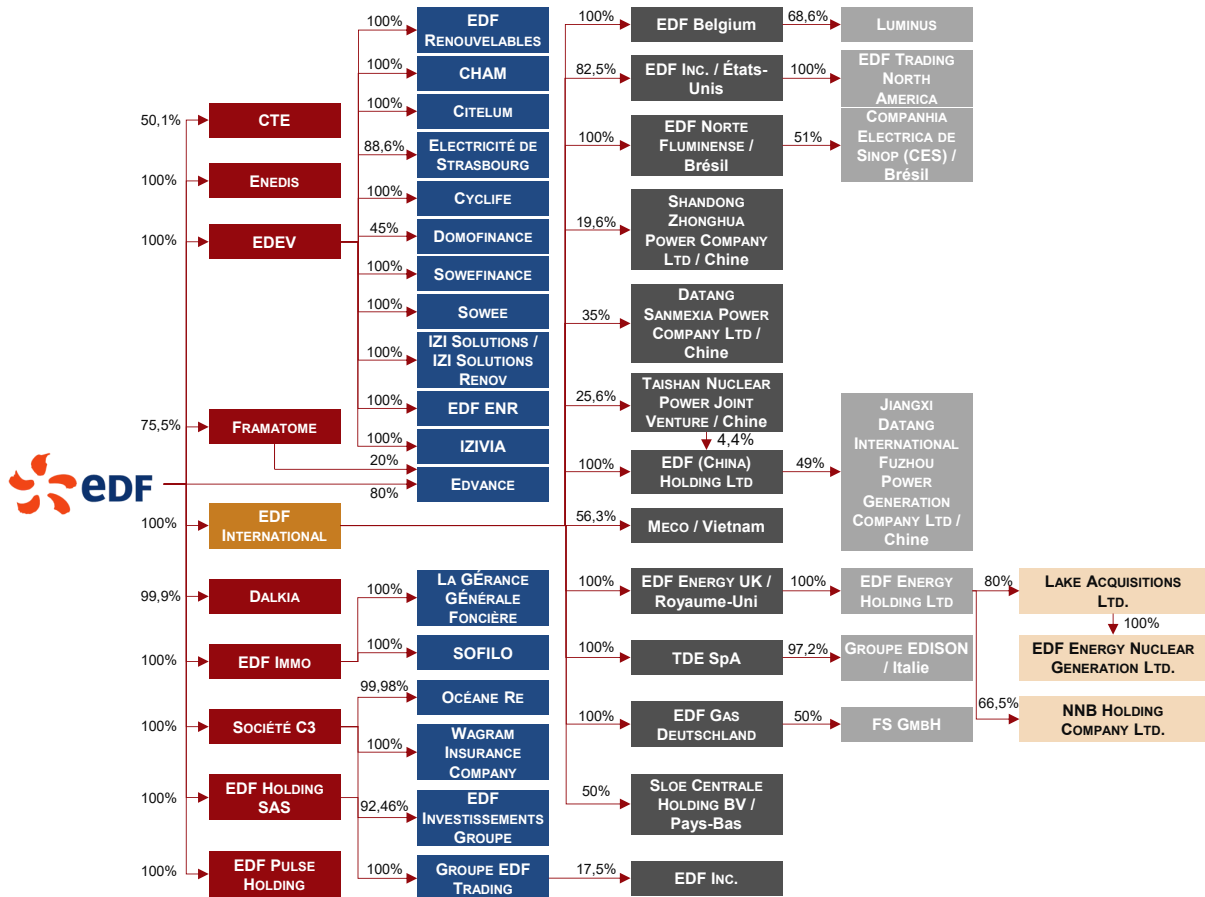 eDF
50,1%
CTE
100%
ENEDIS
100%
EDEV
75,5%
FRAMATOME
100%
EDF
INTERNATIONAL
99,9%
DALKIA
100%
EDF IMMO
100%
SOCIÉTÉ C3
100%
EDF HOLDING
SAS
100%
EDF PULSE
HOLDING
100%
EDF
RENOUVELABLES
100%
CHAM
100%
CITELUM
88,6%
ELECTRICITÉ DE
STRASBOURG
100%
CYCLIFE
45%
DOMOFINANCE
100%
SOWEFINANCE
100%
SOWEE
100%
IZI SOLUTIONS /
IZI SOLUTIONS
RENOV
100%
EDF ENR
100%
IZIVIA
20%
80%
EDVANCE
100%
LA GÉRANCE
GÉNÉRALE
FONCIÈRE
100%
SOFILO
99,98%
OCÉANE RE
100%
WAGRAM
INSURANCE
COMPANY
92,46%
EDF
INVESTISSEMENTS
GROUPE
100%
GROUPE EDF
TRADING
17,5%
EDF INC.
100%
EDF Belgium
68,6%
LUMINUS
82,5%
EDF INC. / États-
Unis
100%
EDF TRADING
NORTH
AMERICA
100%
EDF NORTE
FLUMINENSE /
Brésil
51%
COMPANHIA
ELECTRICA DE
SINOP (CES) /
Brésil
19,6%
SHANDONG
ZHONGHUA
POWER COMPANY
LTD / Chine
35%
DATANG
SANMEXIA POWER
COMPANY LTD /
Chine
25,6%
TAISHAN NUCLEAR
POWER JOINT
VENTURE / Chine
4,4%
100%
EDF (CHINA)
HOLDING LTD
49%
JIANGXI
DATANG
INTERNATIONAL
FUZHOU
POWER
GENERATION
COMPANY LTD /
Chine
56,3%
MECO / Vietnam
100%
EDF ENERGY UK /
Royaume-Uni
100%
EDF ENERGY
HOLDING LTD
80%
LAKE ACQUISITIONS
LTD.
100%
EDF ENERGY NUCLEAR
GENERATION LTD.
66,5%
NNB HOLDING
COMPANY LTD.
100%
TDE SPA
97,2%
GROUPE EDISON
/ Italie
100%
EDF GAS
DEUTSCHLAND
50%
FS GMBH
50%
SLOE CENTRALE
HOLDING BV /
Pays-Bas